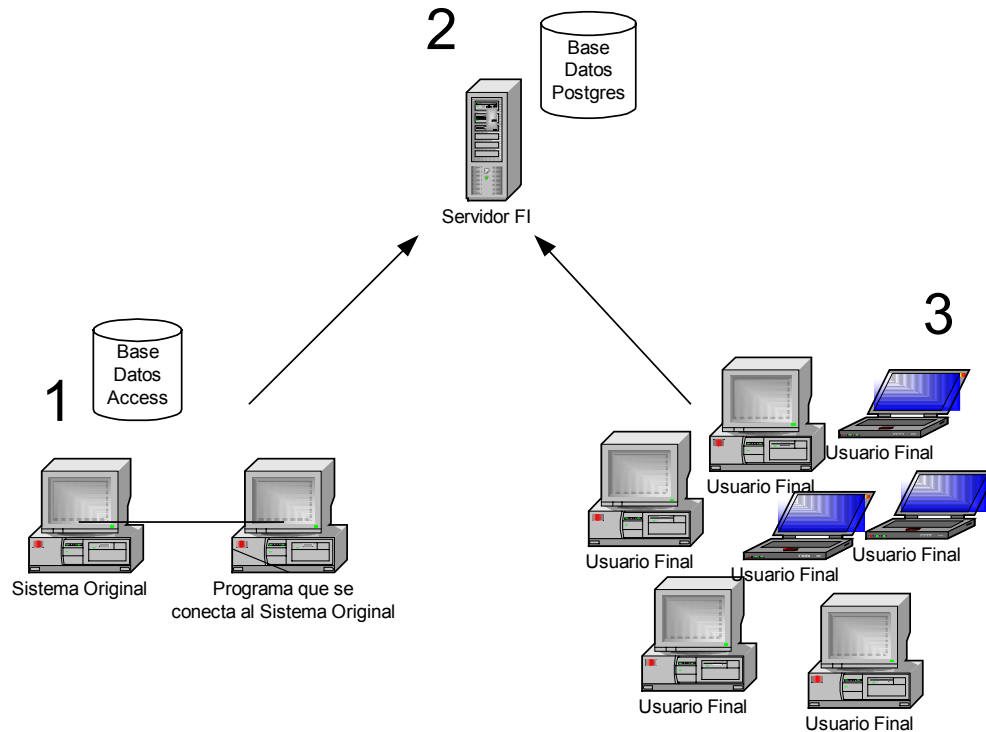 2
Base
Datos
Postgres
Servidor FI
1
Base
Datos
Access
Sistema Original
Programa que se
conecta al Sistema Original
3
Usuario Final
Usuario Final
Usuario Final
Usuario Final
Usuario Final
Usuario Final
Usuario Final